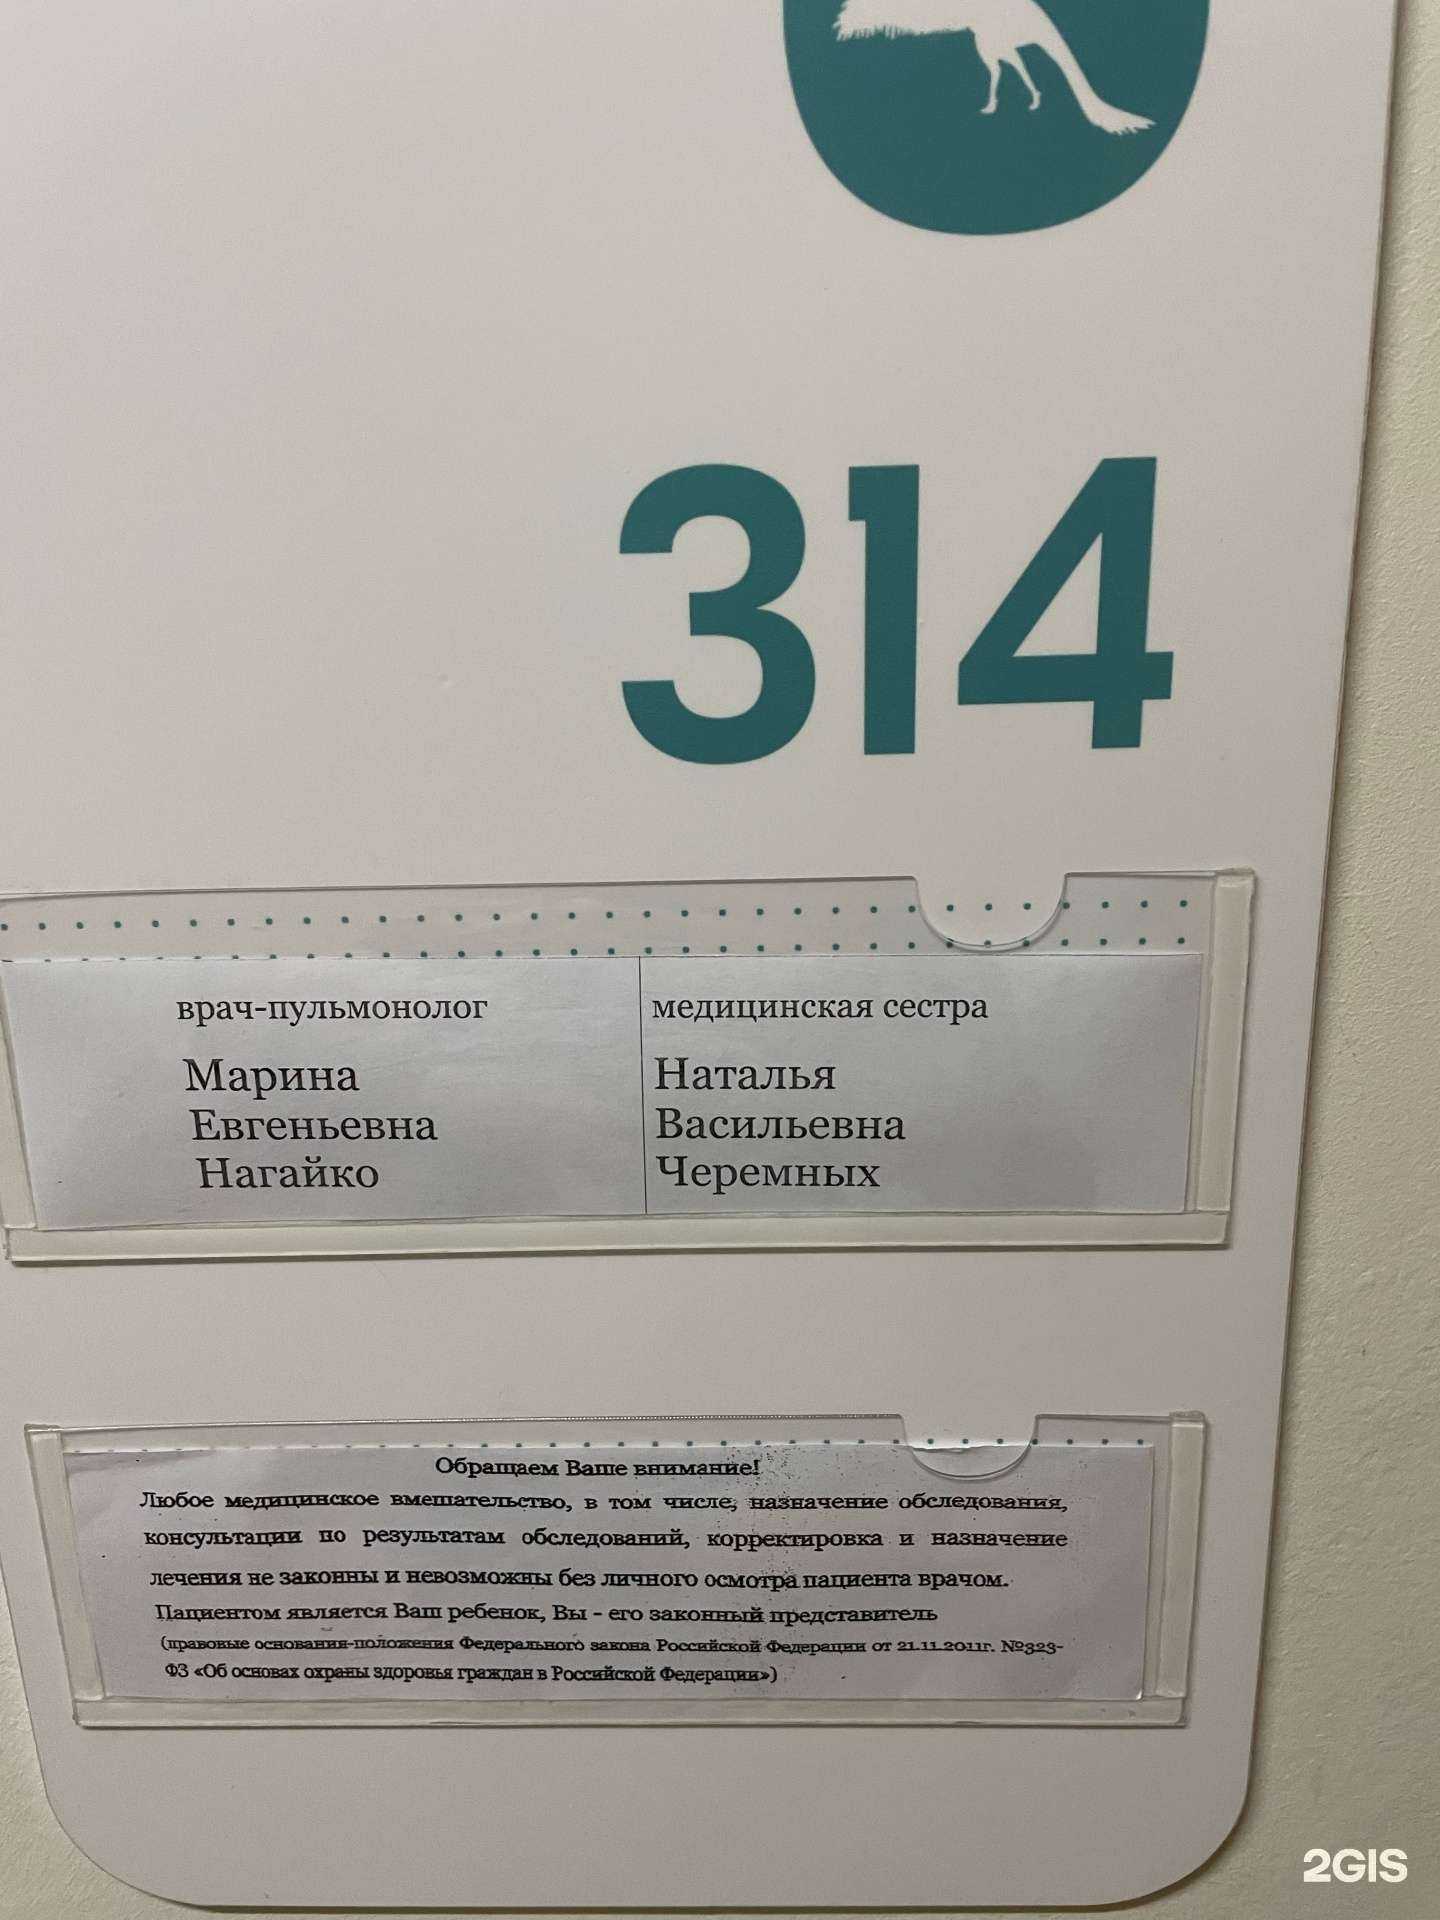 314
врач-пульмонолог
Марина
Евгеньевна
Нагайко
медицинская сестра
Наталья
Васильевна
Черемных
Обращаем Ваше внимание!
Любое медицинское вмешательство, в том числе, назначение обследования,
консультации по результатам обследований, корректировка и назначение
лечения не законны и невозможны без личного осмотра пациента врачом.
Пациентом является Ваш ребенок, Вы - его законный представитель
(правовые основания-положения Федерального закона Российской Федерации от 21.11.2011г. №323-
ФЗ «Об основах охраны здоровья граждан в Российской Федерации»)
2GIS